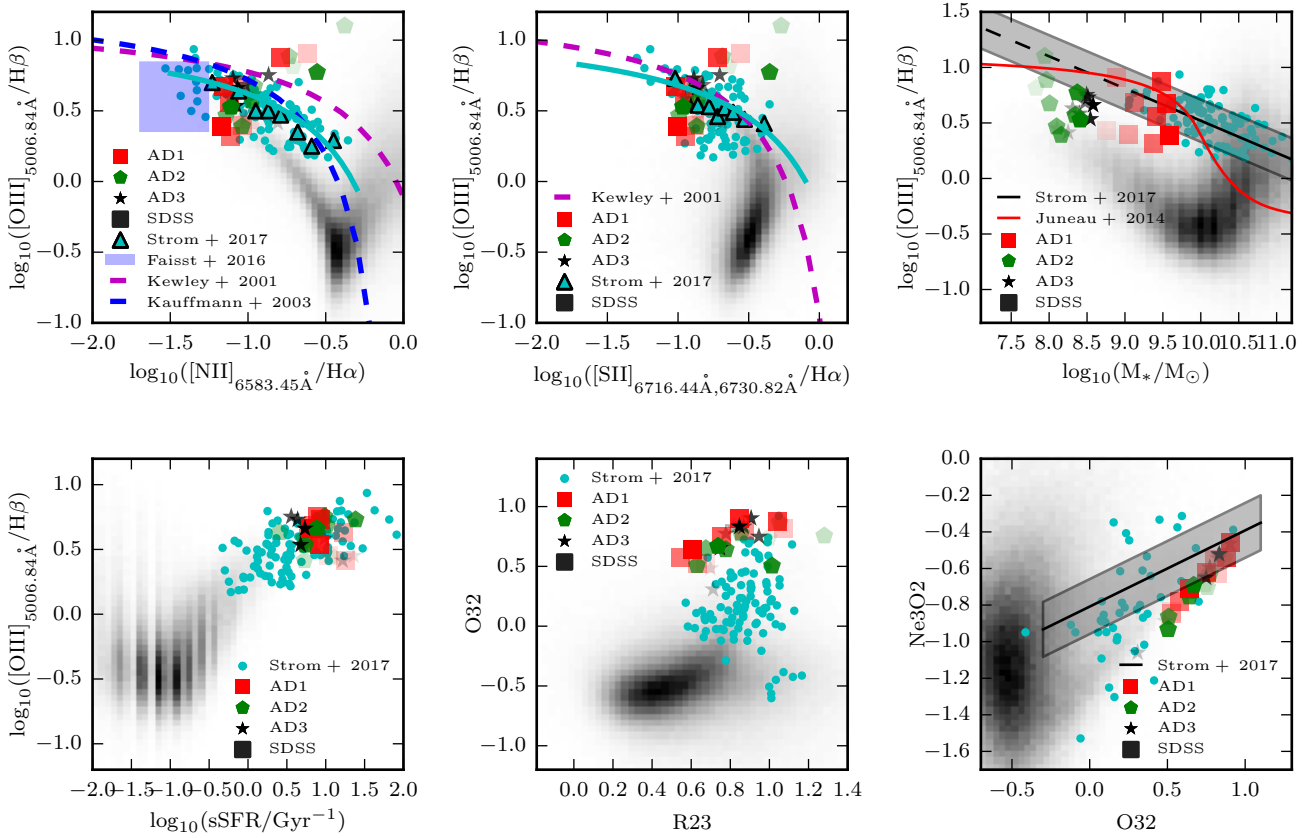 log₁₀([OIII]₅₀₀₆.₈₄Å/Hβ)
1.0
0.5
0.0
−0.5
−1.0
AD1
AD2
AD3
SDSS
Strom + 2017
Faisst + 2016
Kewley + 2001
Kauffmann + 2003
−2.0 −1.5 −1.0 −0.5 0.0
log₁₀([NII]₆₅₈₃.₄₅Å/Hα)
log₁₀([OIII]₅₀₀₆.₈₄Å/Hβ)
1.0
0.5
0.0
−0.5
−1.0
Kewley + 2001
AD1
AD2
AD3
Strom + 2017
SDSS
−1.0 −1.5 −1.0 −0.5 0.0
log₁₀([SII]₆₇₁₆.₄₄Å,₆₇₃₀.₈₂Å/Hα)
log₁₀([OIII]₅₀₀₆.₈₄Å/Hβ)
1.5
1.0
0.5
0.0
−0.5
−1.0
Strom + 2017
Juneau + 2014
AD1
AD2
AD3
SDSS
7.5 8.0 8.5 9.0 9.5 10.0 10.5 11.0
log₁₀(M∗/M⊙)
log₁₀([OIII]₅₀₀₆.₈₄Å/Hβ)
1.0
0.5
0.0
−0.5
−1.0
Strom + 2017
AD1
AD2
AD3
SDSS
−2.0 −1.5 −1.0 −0.5 0.0 0.5 1.0 1.5 2.0
log₁₀(sSFR/Gyr⁻¹)
O32
1.0
0.5
0.0
−0.5
−1.0
Strom + 2017
AD1
AD2
AD3
SDSS
0.0 0.2 0.4 0.6 0.8 1.0 1.2 1.4
R23
Ne3O2
0.0
−0.2
−0.4
−0.6
−0.8
−1.0
−1.2
−1.4
−1.6
Strom + 2017
AD1
AD2
AD3
SDSS
−0.5 0.0 0.5 1.0
O32